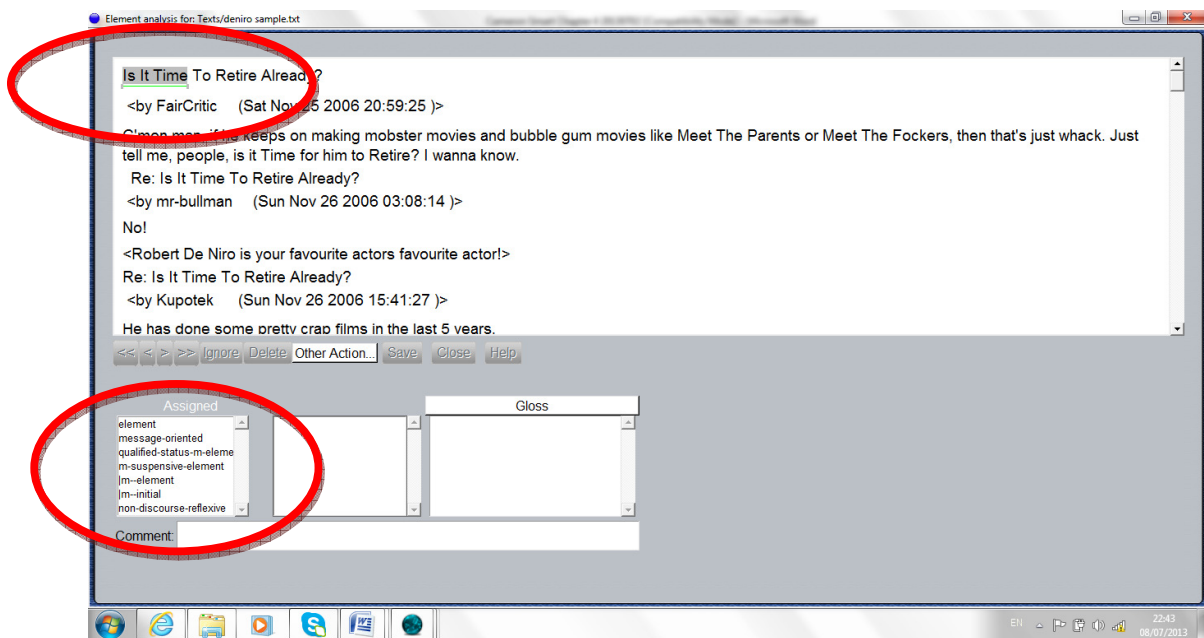 Element analysis for: Texts/deniro sample.txt
Is It Time To Retire Already?
<by FairCritic (Sat Nov 25 2006 20:59:25 )>
C'mon man, if he keeps on making mobster movies and bubble gum movies like Meet The Parents or Meet The Fockers, then that's just whack. Just
tell me, people, is it Time for him to Retire? I wanna know.
Re: Is It Time To Retire Already?
<by mr-bullman (Sun Nov 26 2006 03:08:14 )>
No!
<Robert De Niro is your favourite actors favourite actor!>
Re: Is It Time To Retire Already?
<by Kupotek (Sun Nov 26 2006 15:41:27 )>
He has done some pretty crap films in the last 5 years.
<< < > >> Ignore Delete Other Action... Save Close Help
Assigned Gloss
element
message-oriented
qualified-status-m-eleme
m-suspensive-element
|m--element
|m--initial
non-discourse-reflexive
Comment:
EN 22:43
08/07/2013